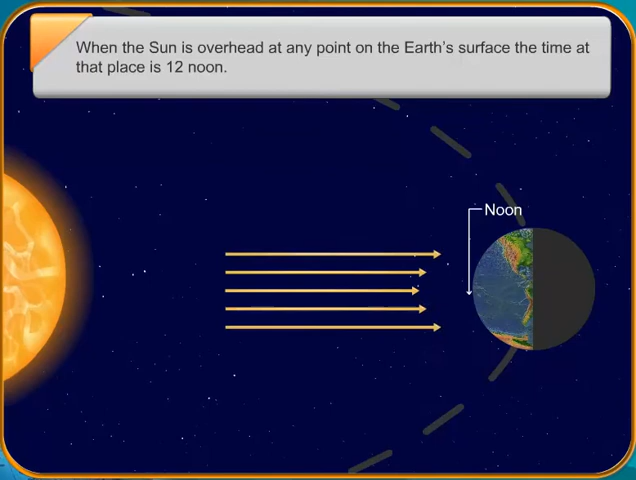 When the Sun is overhead at any point on the Earth's surface the time at
that place is 12 noon.
Noon